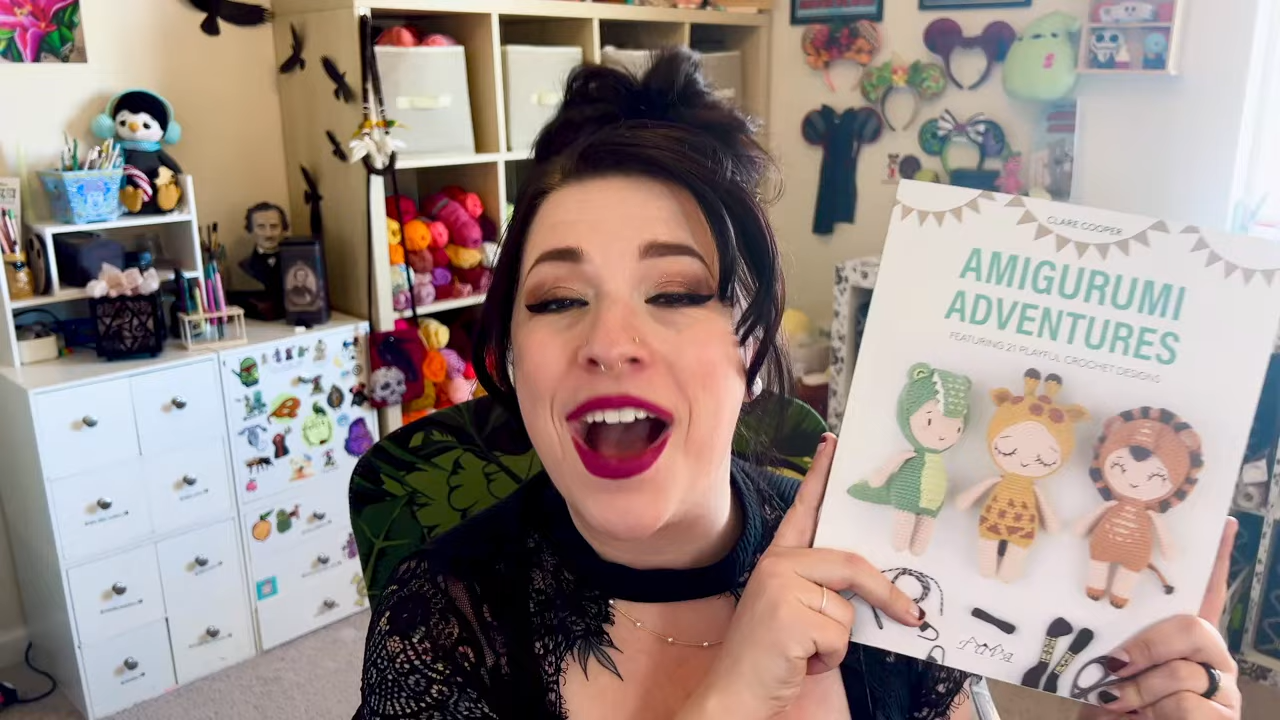 CLARE COOPER
AMIGURUMI
ADVENTURES
FEATURING 21 PLAYFUL CROCHET DESIGNS